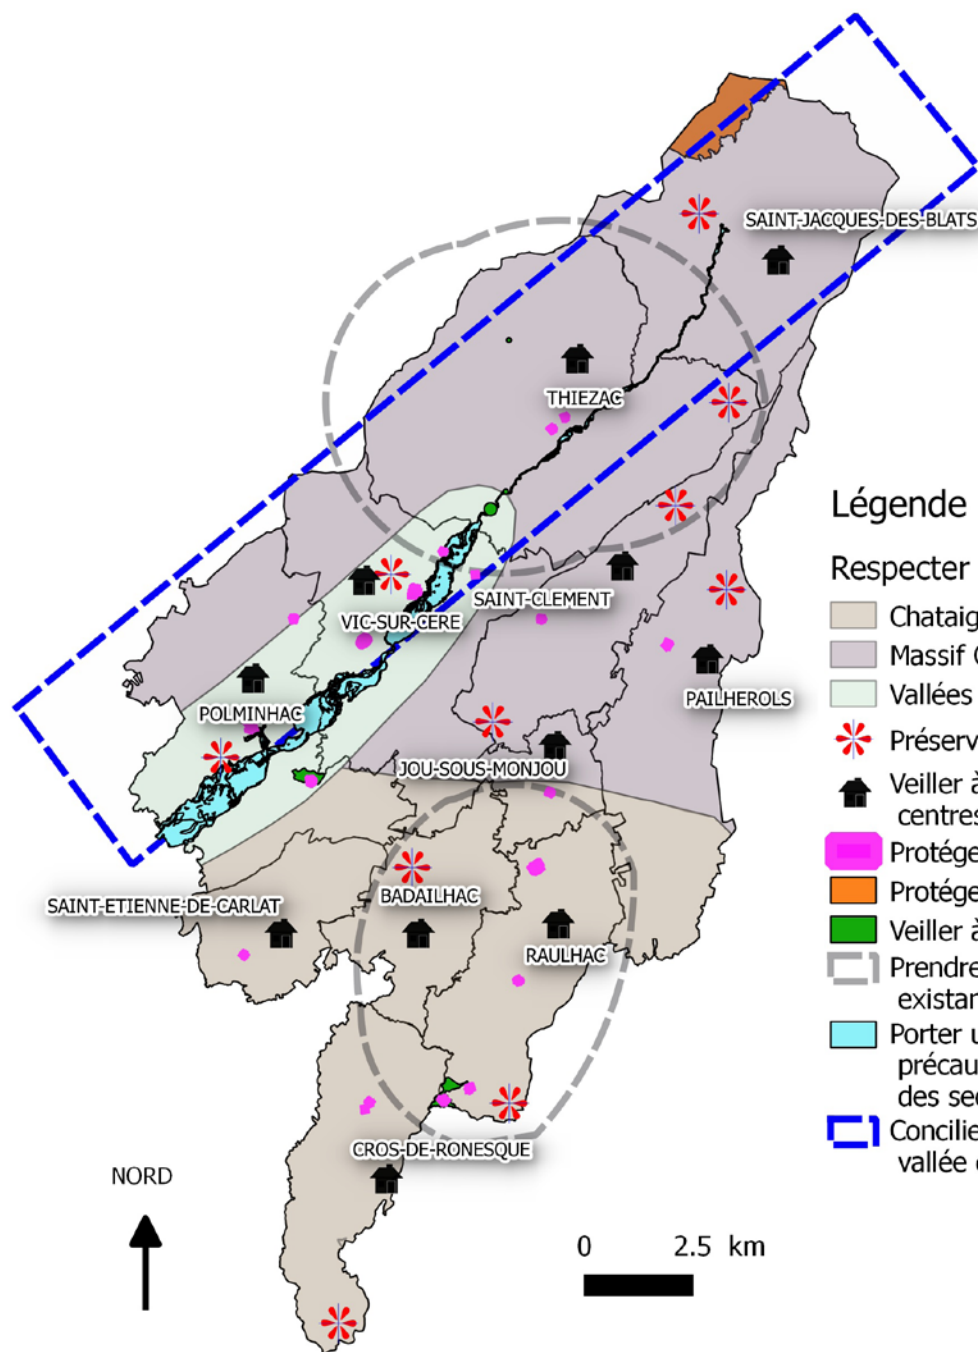 SAINT-JACQUES-DES-BLATS
THIEZAC
SAINT-CLEMENT
VIC-SUR-CERE
PAILHEROLS
POLMINHAC
JOU-SOUS-MONJOU
BADAILHAC
SAINT-ETIENNE-DE-CARLAT
RAULHAC
CROS-DE-RONESQUE
NORD
0 2.5 km
Légende
Respecter
Chataig
Massif
Vallées
Préserv
Veiller à
centres
Protége
Protége
Veiller à
Prendre
existan
Porter u
précau
des sec
Concilie
vallée